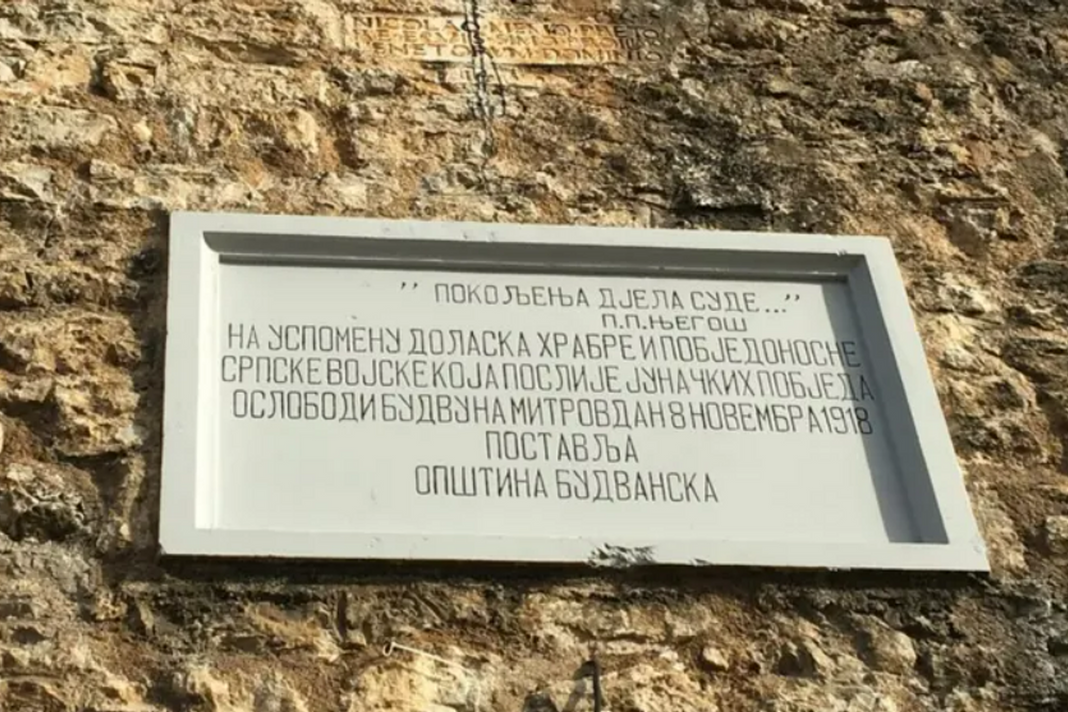 NICOLA
,, ПОКОЉЕЊА ДЈЕЛА СУДЕ...,,
П.П.ЊЕГОШ
НА УСПОМЕНУ ДОЛАСКА ХРАБРЕ И ПОБЈЕДОНОСНЕ
СРПСКЕ ВОЈСКЕ КОЈА ПОСЛИЈЕ ЈУНАЧКИХ ПОБЈЕДА
ОСЛОБОДИ БУДВУ НА МИТРОВДАН 8 НОВЕМБРА 1918
ПОСТАВЉА
ОПШТИНА БУДВАНСКА